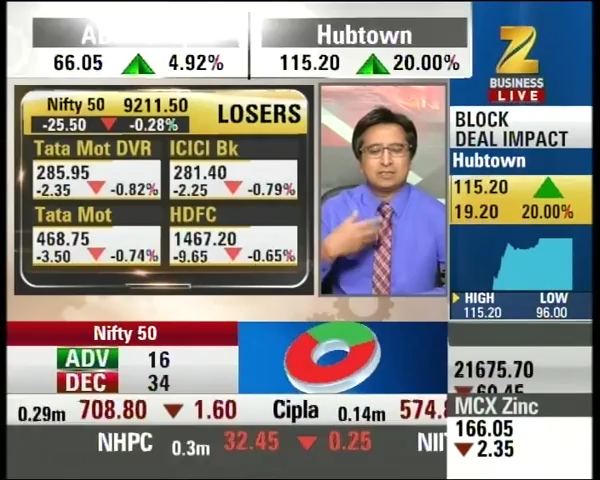 66.05 4.92%
Hubtown
115.20 20.00%
Z
BUSINESS
LIVE
Nifty 50 9211.50
-25.50 -0.28%
LOSERS
Tata Mot DVR
285.95
-2.35 -0.82%
ICICI Bk
281.40
-2.25 -0.79%
Tata Mot
468.75
-3.50 -0.74%
HDFC
1467.20
-9.65 -0.65%
BLOCK
DEAL IMPACT
Hubtown
115.20
19.20 20.00%
HIGH LOW
115.20 96.00
Nifty 50
ADV 16
DEC 34
21675.70
60.45
0.29m 708.80 1.60 Cipla 0.14m 574.8
NHPC 0.3m 32.45 0.25 NII
MCX Zinc
166.05
2.35